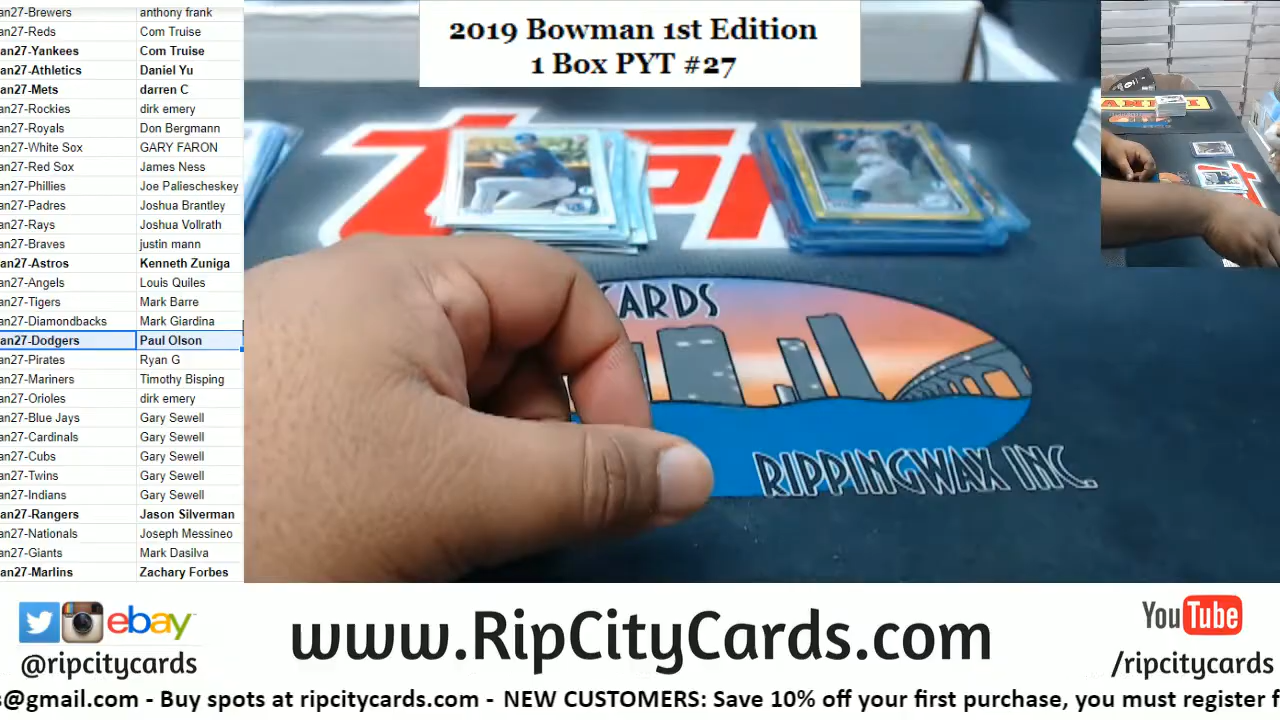 2019 Bowman 1st Edition
1 Box PYT #27
an27-Brewers anthony frank
an27-Reds Com Truise
an27-Yankees Com Truise
an27-Athletics Daniel Yu
an27-Mets darren C
an27-Rockies dirk emery
an27-Royals Don Bergmann
an27-White Sox GARY FARON
an27-Red Sox James Ness
an27-Phillies Joe Paliescheskey
an27-Padres Joshua Brantley
an27-Rays Joshua Vollrath
an27-Braves justin mann
an27-Astros Kenneth Zuniga
an27-Angels Louis Quiles
an27-Tigers Mark Barre
an27-Diamondbacks Mark Giardina
an27-Dodgers Paul Olson
an27-Pirates Ryan G
an27-Mariners Timothy Bisping
an27-Orioles dirk emery
an27-Blue Jays Gary Sewell
an27-Cardinals Gary Sewell
an27-Cubs Gary Sewell
an27-Twins Gary Sewell
an27-Indians Gary Sewell
an27-Rangers Jason Silverman
an27-Nationals Joseph Messineo
an27-Giants Mark Dasilva
an27-Marlins Zachary Forbes
CARDS
RIPPINGWAX INC.
PANINI
ebay
@ripcitycards
www.RipCityCards.com
YouTube
/ripcitycards
s@gmail.com - Buy spots at ripcitycards.com - NEW CUSTOMERS: Save 10% off your first purchase, you must register f